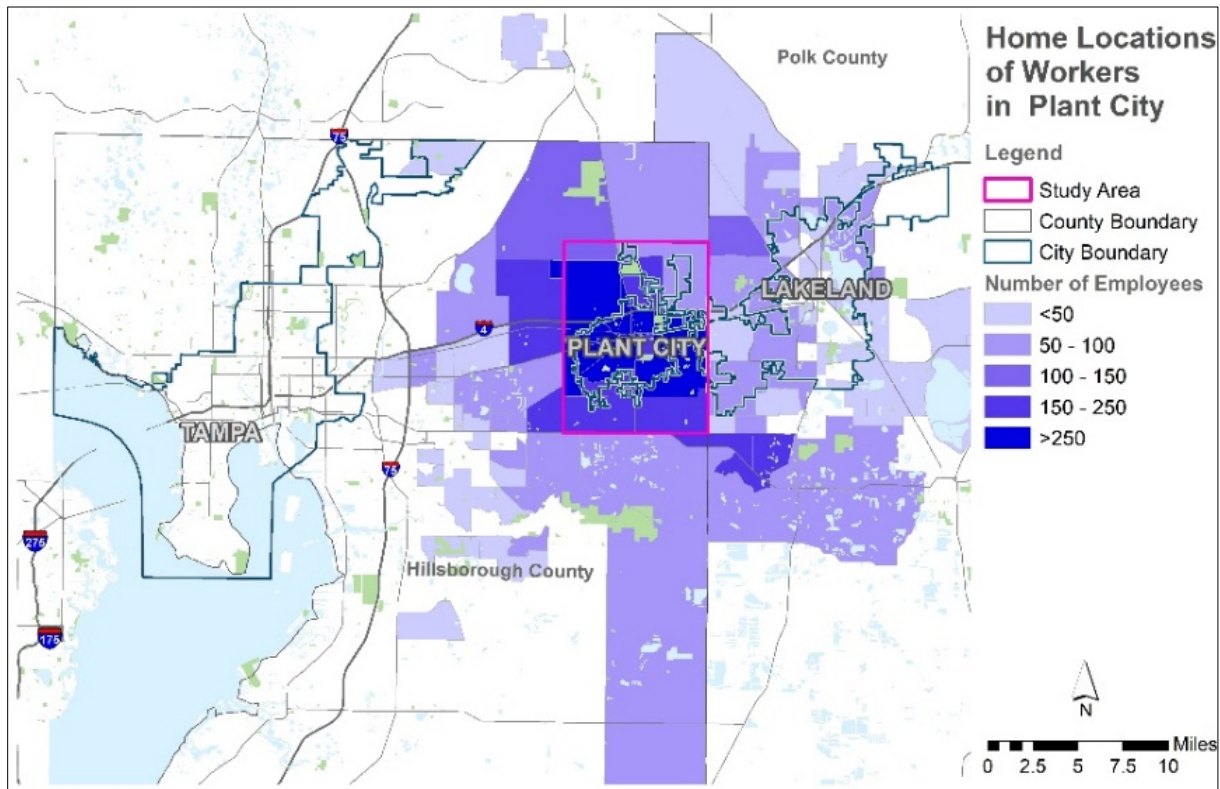 Home Locations
of Workers
in Plant City
Legend
Study Area
County Boundary
City Boundary
Number of Employees
<50
50 - 100
100 - 150
150 - 250
>250
Polk County
75
4
LAKELAND
PLANT CITY
TAMPA
75
275
Hillsborough County
175
N
Miles
0 2.5 5 7.5 10